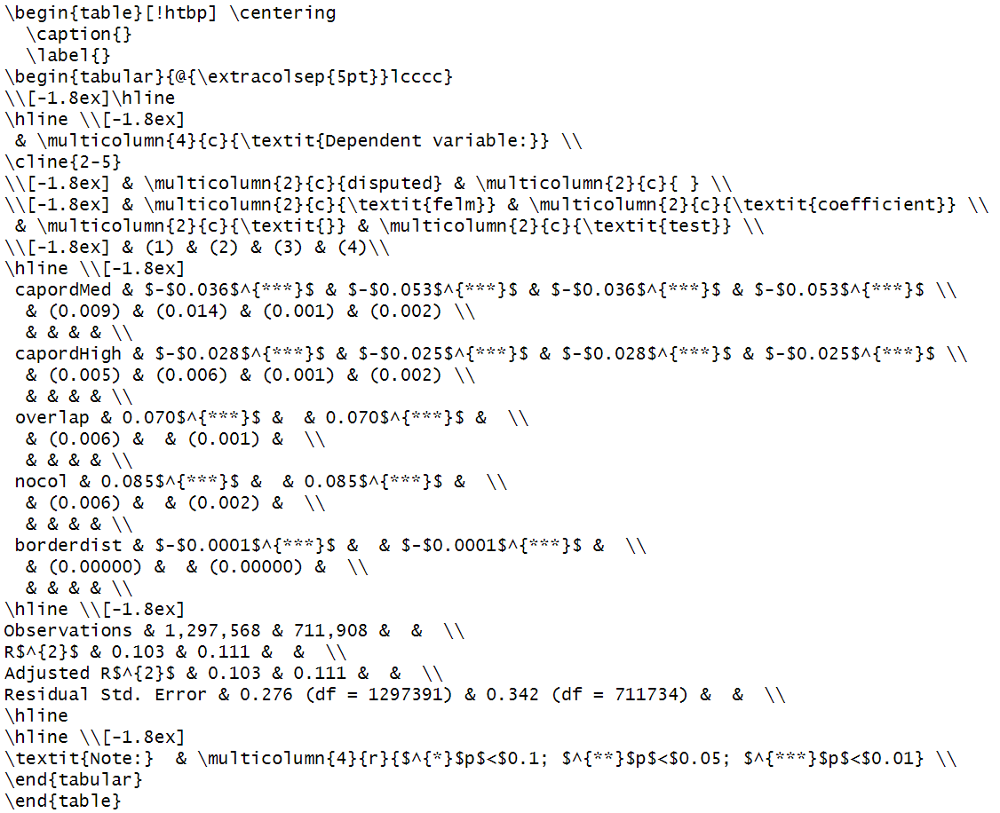 \begin{table}[!htbp] \centering
  \caption{}
  \label{}
\begin{tabular}{@{\extracolsep{5pt}}lcccc}
\\[-1.8ex]\hline
\hline \\[-1.8ex]
 & \multicolumn{4}{c}{\textit{Dependent variable:}} \\
\cline{2-5}
\\[-1.8ex] & \multicolumn{2}{c}{disputed} & \multicolumn{2}{c}{ } \\
\\[-1.8ex] & \multicolumn{2}{c}{\textit{felm}} & \multicolumn{2}{c}{\textit{coefficient}} \\
 & \multicolumn{2}{c}{\textit{}} & \multicolumn{2}{c}{\textit{test}} \\
\\[-1.8ex] & (1) & (2) & (3) & (4)\\
\hline \\[-1.8ex]
 capordMed & $-$0.036$^{***}$ & $-$0.053$^{***}$ & $-$0.036$^{***}$ & $-$0.053$^{***}$ \\
  & (0.009) & (0.014) & (0.001) & (0.002) \\
  & & & & \\
 capordHigh & $-$0.028$^{***}$ & $-$0.025$^{***}$ & $-$0.028$^{***}$ & $-$0.025$^{***}$ \\
  & (0.005) & (0.006) & (0.001) & (0.002) \\
  & & & & \\
 overlap & 0.070$^{***}$ &  & 0.070$^{***}$ &  \\
  & (0.006) &  & (0.001) &  \\
  & & & & \\
 nocol & 0.085$^{***}$ &  & 0.085$^{***}$ &  \\
  & (0.006) &  & (0.002) &  \\
  & & & & \\
 borderdist & $-$0.0001$^{***}$ &  & $-$0.0001$^{***}$ &  \\
  & (0.00000) &  & (0.00000) &  \\
  & & & & \\
\hline \\[-1.8ex]
Observations & 1,297,568 & 711,908 &  &  \\
R$^{2}$ & 0.103 & 0.111 &  &  \\
Adjusted R$^{2}$ & 0.103 & 0.111 &  &  \\
Residual Std. Error & 0.276 (df = 1297391) & 0.342 (df = 711734) &  &  \\
\hline
\hline \\[-1.8ex]
\textit{Note:}  & \multicolumn{4}{r}{$^{*}$p$<$0.1; $^{**}$p$<$0.05; $^{***}$p$<$0.01} \\
\end{tabular}
\end{table}